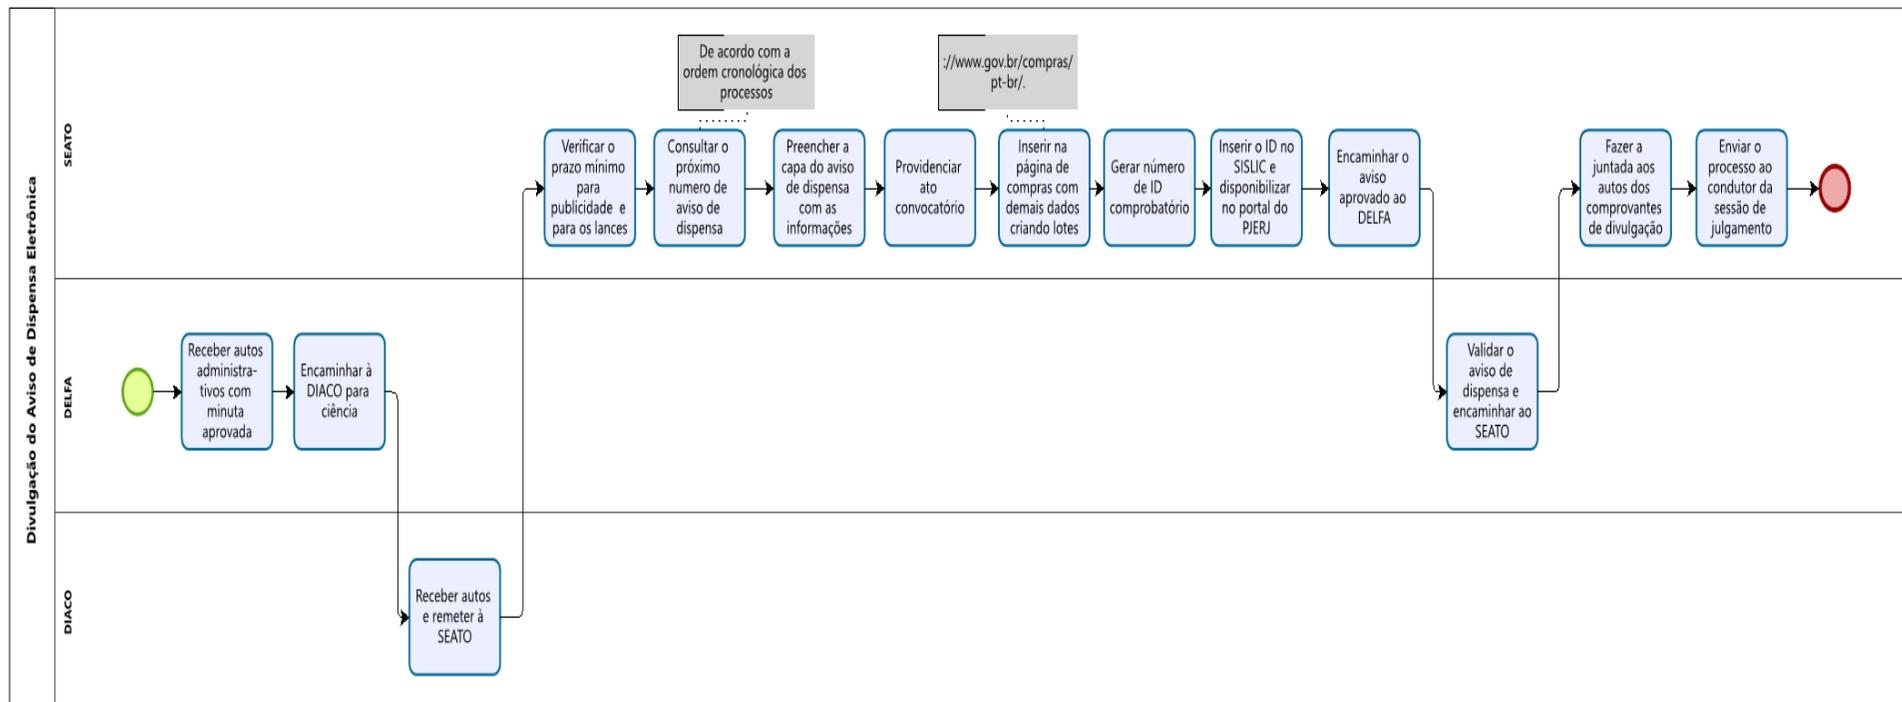 Divulgação do Aviso de Dispensa Eletrônica
SEATO
De acordo com a
ordem cronológica dos
processos
://www.gov.br/compras/
pt-br/.
Verificar o
prazo mínimo
para
publicidade e
para os lances
Consultar o
próximo
numero de
aviso de
dispensa
Preencher a
capa do aviso
de dispensa
com as
informações
Providenciar
ato
convocatório
Inserir na
página de
compras com
demais dados
criando lotes
Gerar número
de ID
comprobatório
Inserir o ID no
SISLIC e
disponibilizar
no portal do
PJERJ
Encaminhar o
aviso
aprovado ao
DELFA
Fazer a
juntada aos
autos dos
comprovantes
de divulgação
Enviar o
processo ao
condutor da
sessão de
julgamento
DELFA
Receber autos
administra-
tivos com
minuta
aprovada
Encaminhar à
DIACO para
ciência
Validar o
aviso de
dispensa e
encaminhar ao
SEATO
DIACO
Receber autos
e remeter à
SEATO